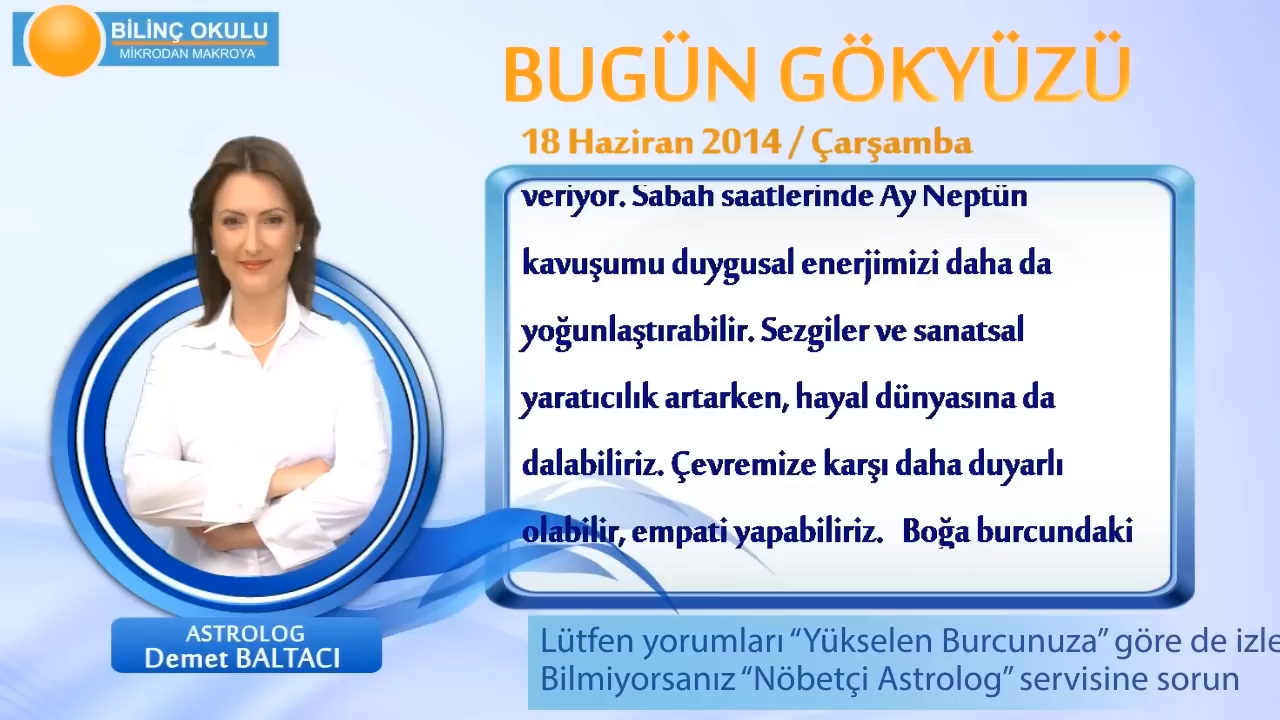 BİLİNÇ OKULU
MİKRODAN MAKROYA
BUGÜN GÖKYÜZÜ
18 Haziran 2014 / Çarşamba
veriyor. Sabah saatlerinde Ay Neptün
kavuşumu duygusal enerjimizi daha da
yoğunlaştırabilir. Sezgiler ve sanatsal
yaratıcılık artarken, hayal dünyasına da
dalabiliriz. Çevremize karşı daha duyarlı
olabilir, empati yapabiliriz. Boğa burcundaki
ASTROLOG
Demet BALTACI
Lütfen yorumları “Yükselen Burcunuza” göre de izle
Bilmiyorsanız “Nöbetçi Astrolog” servisine sorun